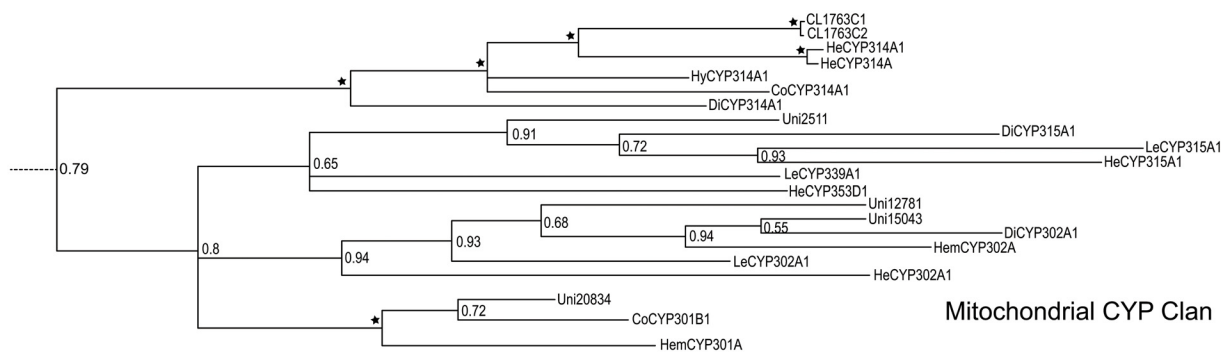 CL1763C1
CL1763C2
HeCYP314A1
HeCYP314A
HyCYP314A1
CoCYP314A1
DiCYP314A1
Uni2511
0.91
DiCYP315A1
0.72
LeCYP315A1
0.93
HeCYP315A1
0.79
0.65
LeCYP339A1
HeCYP353D1
Uni12781
0.68
Uni15043
0.55
DiCYP302A1
0.94
HemCYP302A
0.93
0.8
LeCYP302A1
0.94
HeCYP302A1
Uni20834
0.72
CoCYP301B1
HemCYP301A
Mitochondrial CYP Clan